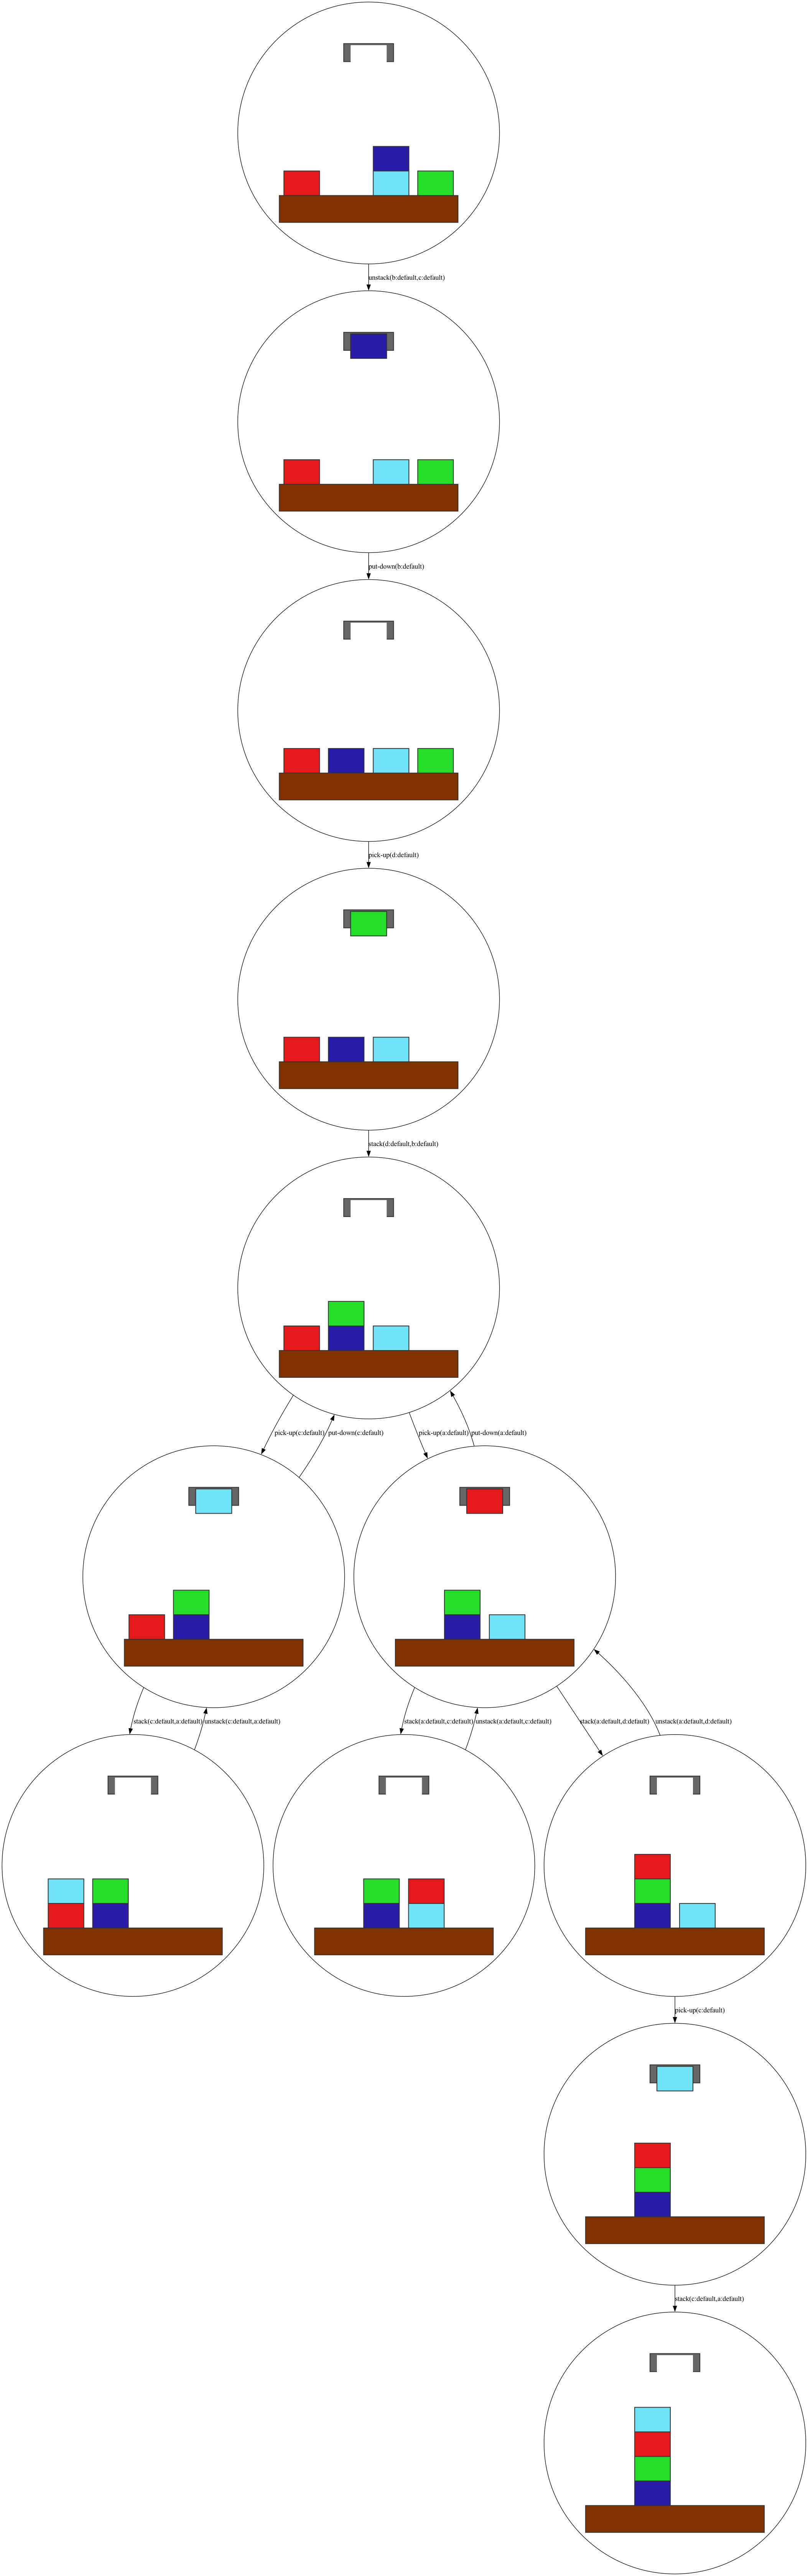 unstack(b:default,c:default)
put-down(b:default)
pick-up(d:default)
stack(d:default,b:default)
pick-up(c:default)
put-down(c:default)
pick-up(a:default)
put-down(a:default)
stack(c:default,a:default)
unstack(c:default,a:default)
stack(a:default,c:default)
unstack(a:default,c:default)
stack(a:default,d:default)
unstack(a:default,d:default)
pick-up(c:default)
stack(c:default,a:default)